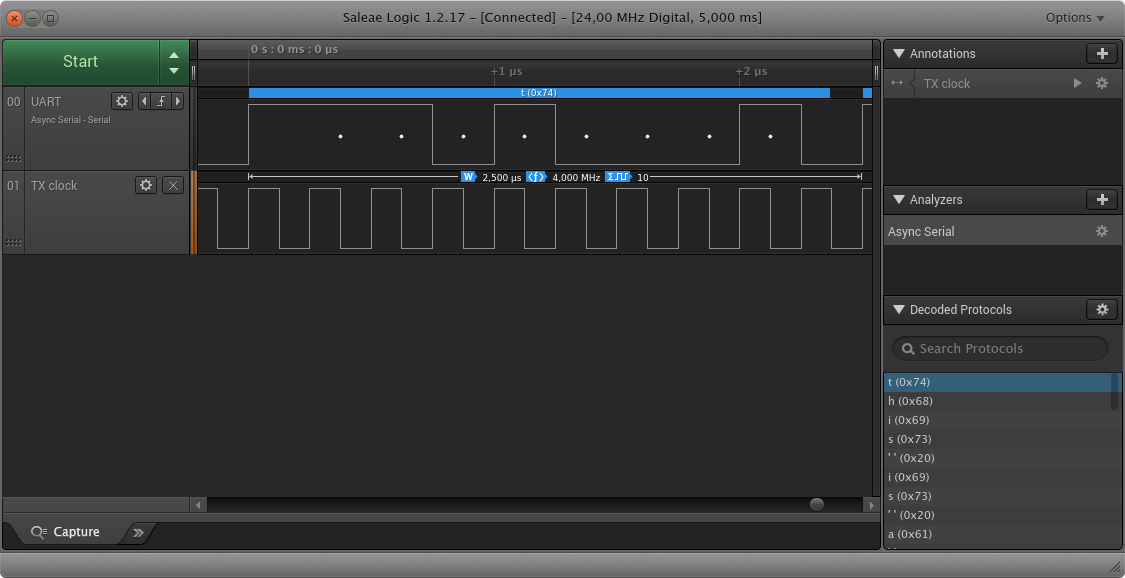 Saleae Logic 1.2.17 – [Connected] – [24,00 MHz Digital, 5,000 ms]
Options
Start
0 s : 0 ms : 0 µs
+1 µs
+2 µs
t (0x74)
00 UART
Async Serial - Serial
W 2,500 µs ⟨ƒ⟩ 4,000 MHz Σ 10
01 TX clock
Annotations
TX clock
Analyzers
Async Serial
Decoded Protocols
Search Protocols
t (0x74)
h (0x68)
i (0x69)
s (0x73)
' ' (0x20)
i (0x69)
s (0x73)
' ' (0x20)
a (0x61)
Capture